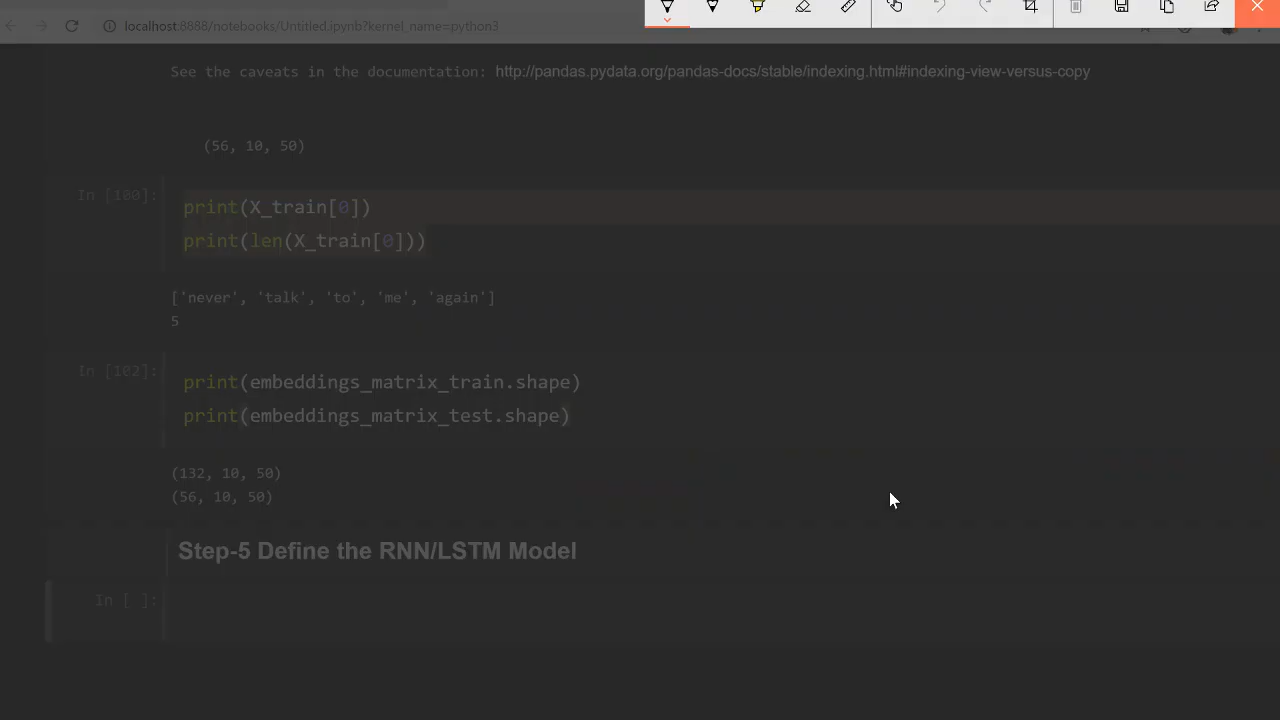 localhost:8888/notebooks/Untitled.ipynb?kernel_name=python3
See the caveats in the documentation: http://pandas.pydata.org/pandas-docs/stable/indexing.html#indexing-view-versus-copy
(56, 10, 50)
In [100]:
print(X_train[0])
print(len(X_train[0]))
['never', 'talk', 'to', 'me', 'again']
5
In [102]:
print(embeddings_matrix_train.shape)
print(embeddings_matrix_test.shape)
(132, 10, 50)
(56, 10, 50)
Step-5 Define the RNN/LSTM Model
In [ ]: